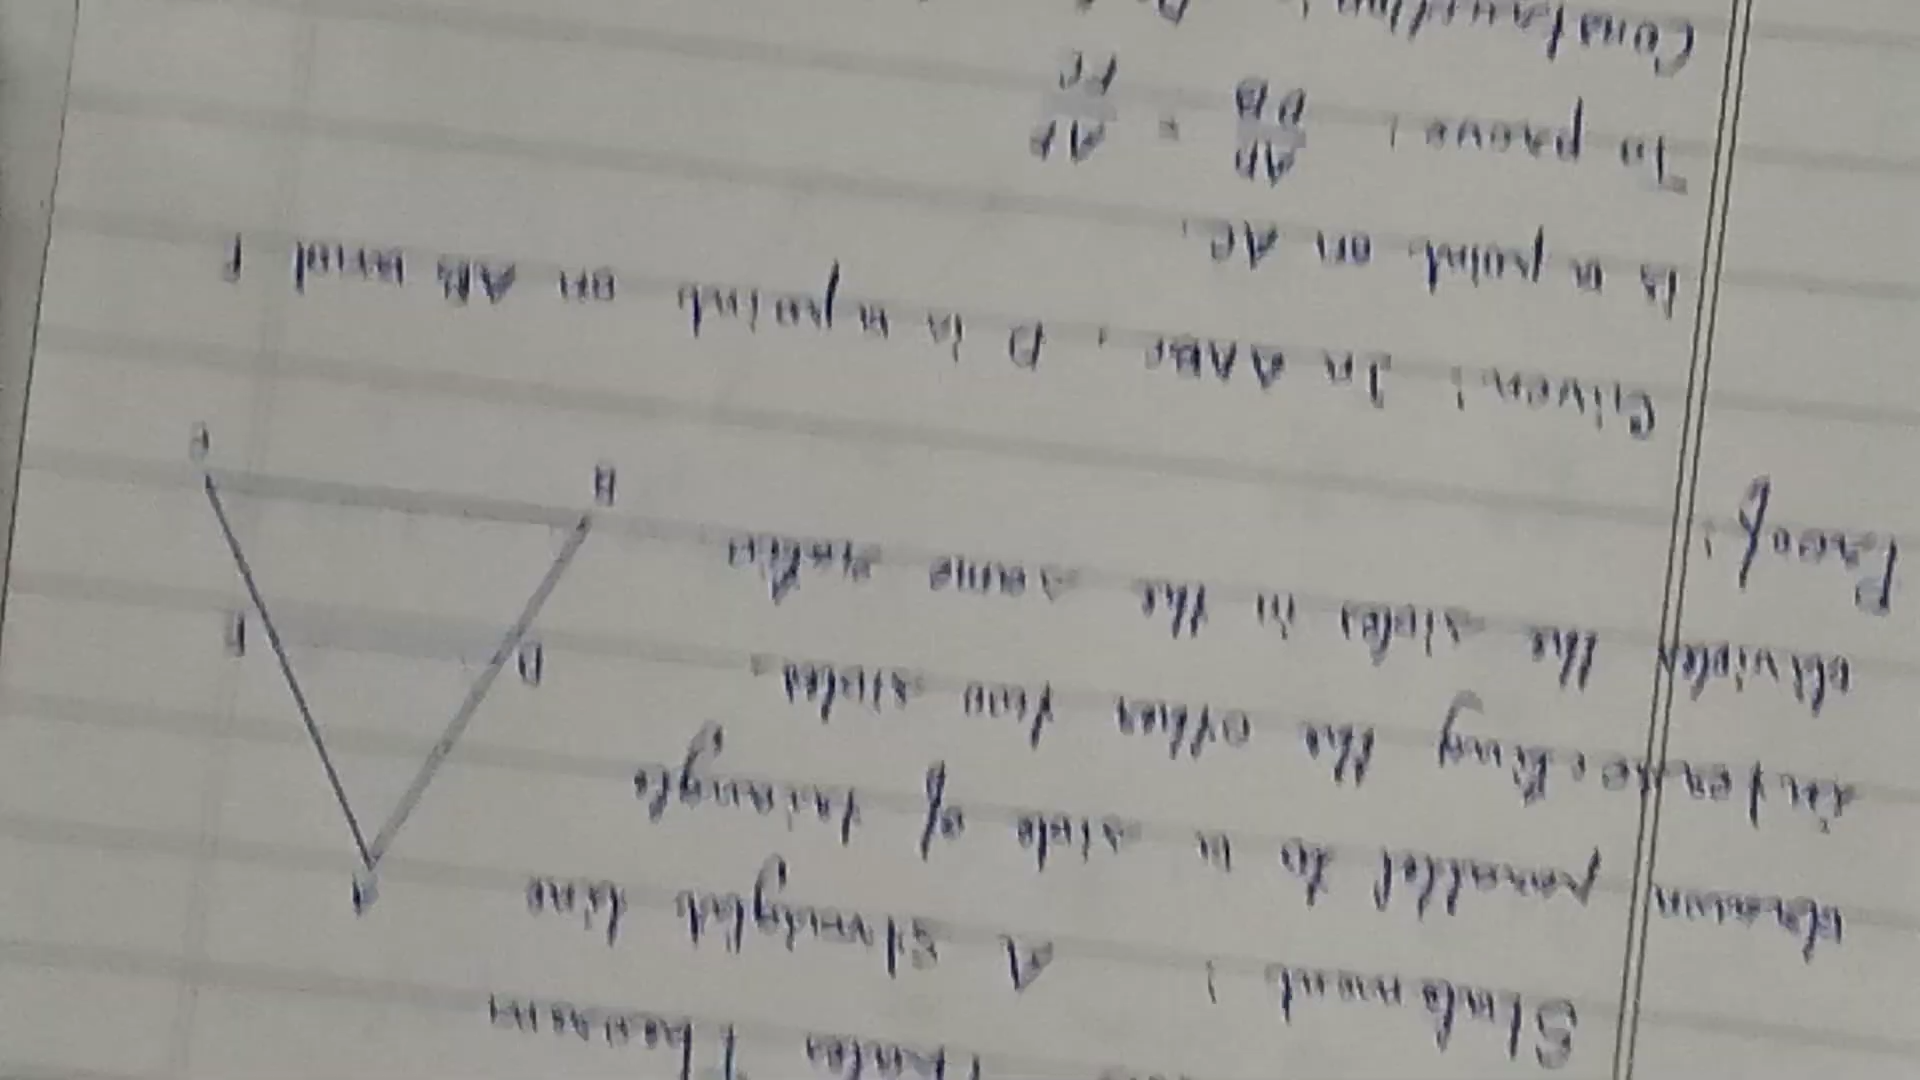 Thales Theorem
Statement : A Straight line
drawn parallel to a side of triangle
intersecting the other two sides.
divides the sides in the same ratio
A
D
E
B
C
Proof :
Given : In ΔABC, D is a point on AB and E
is a point on AC.
To prove : AD/DB = AE/EC
Construction :